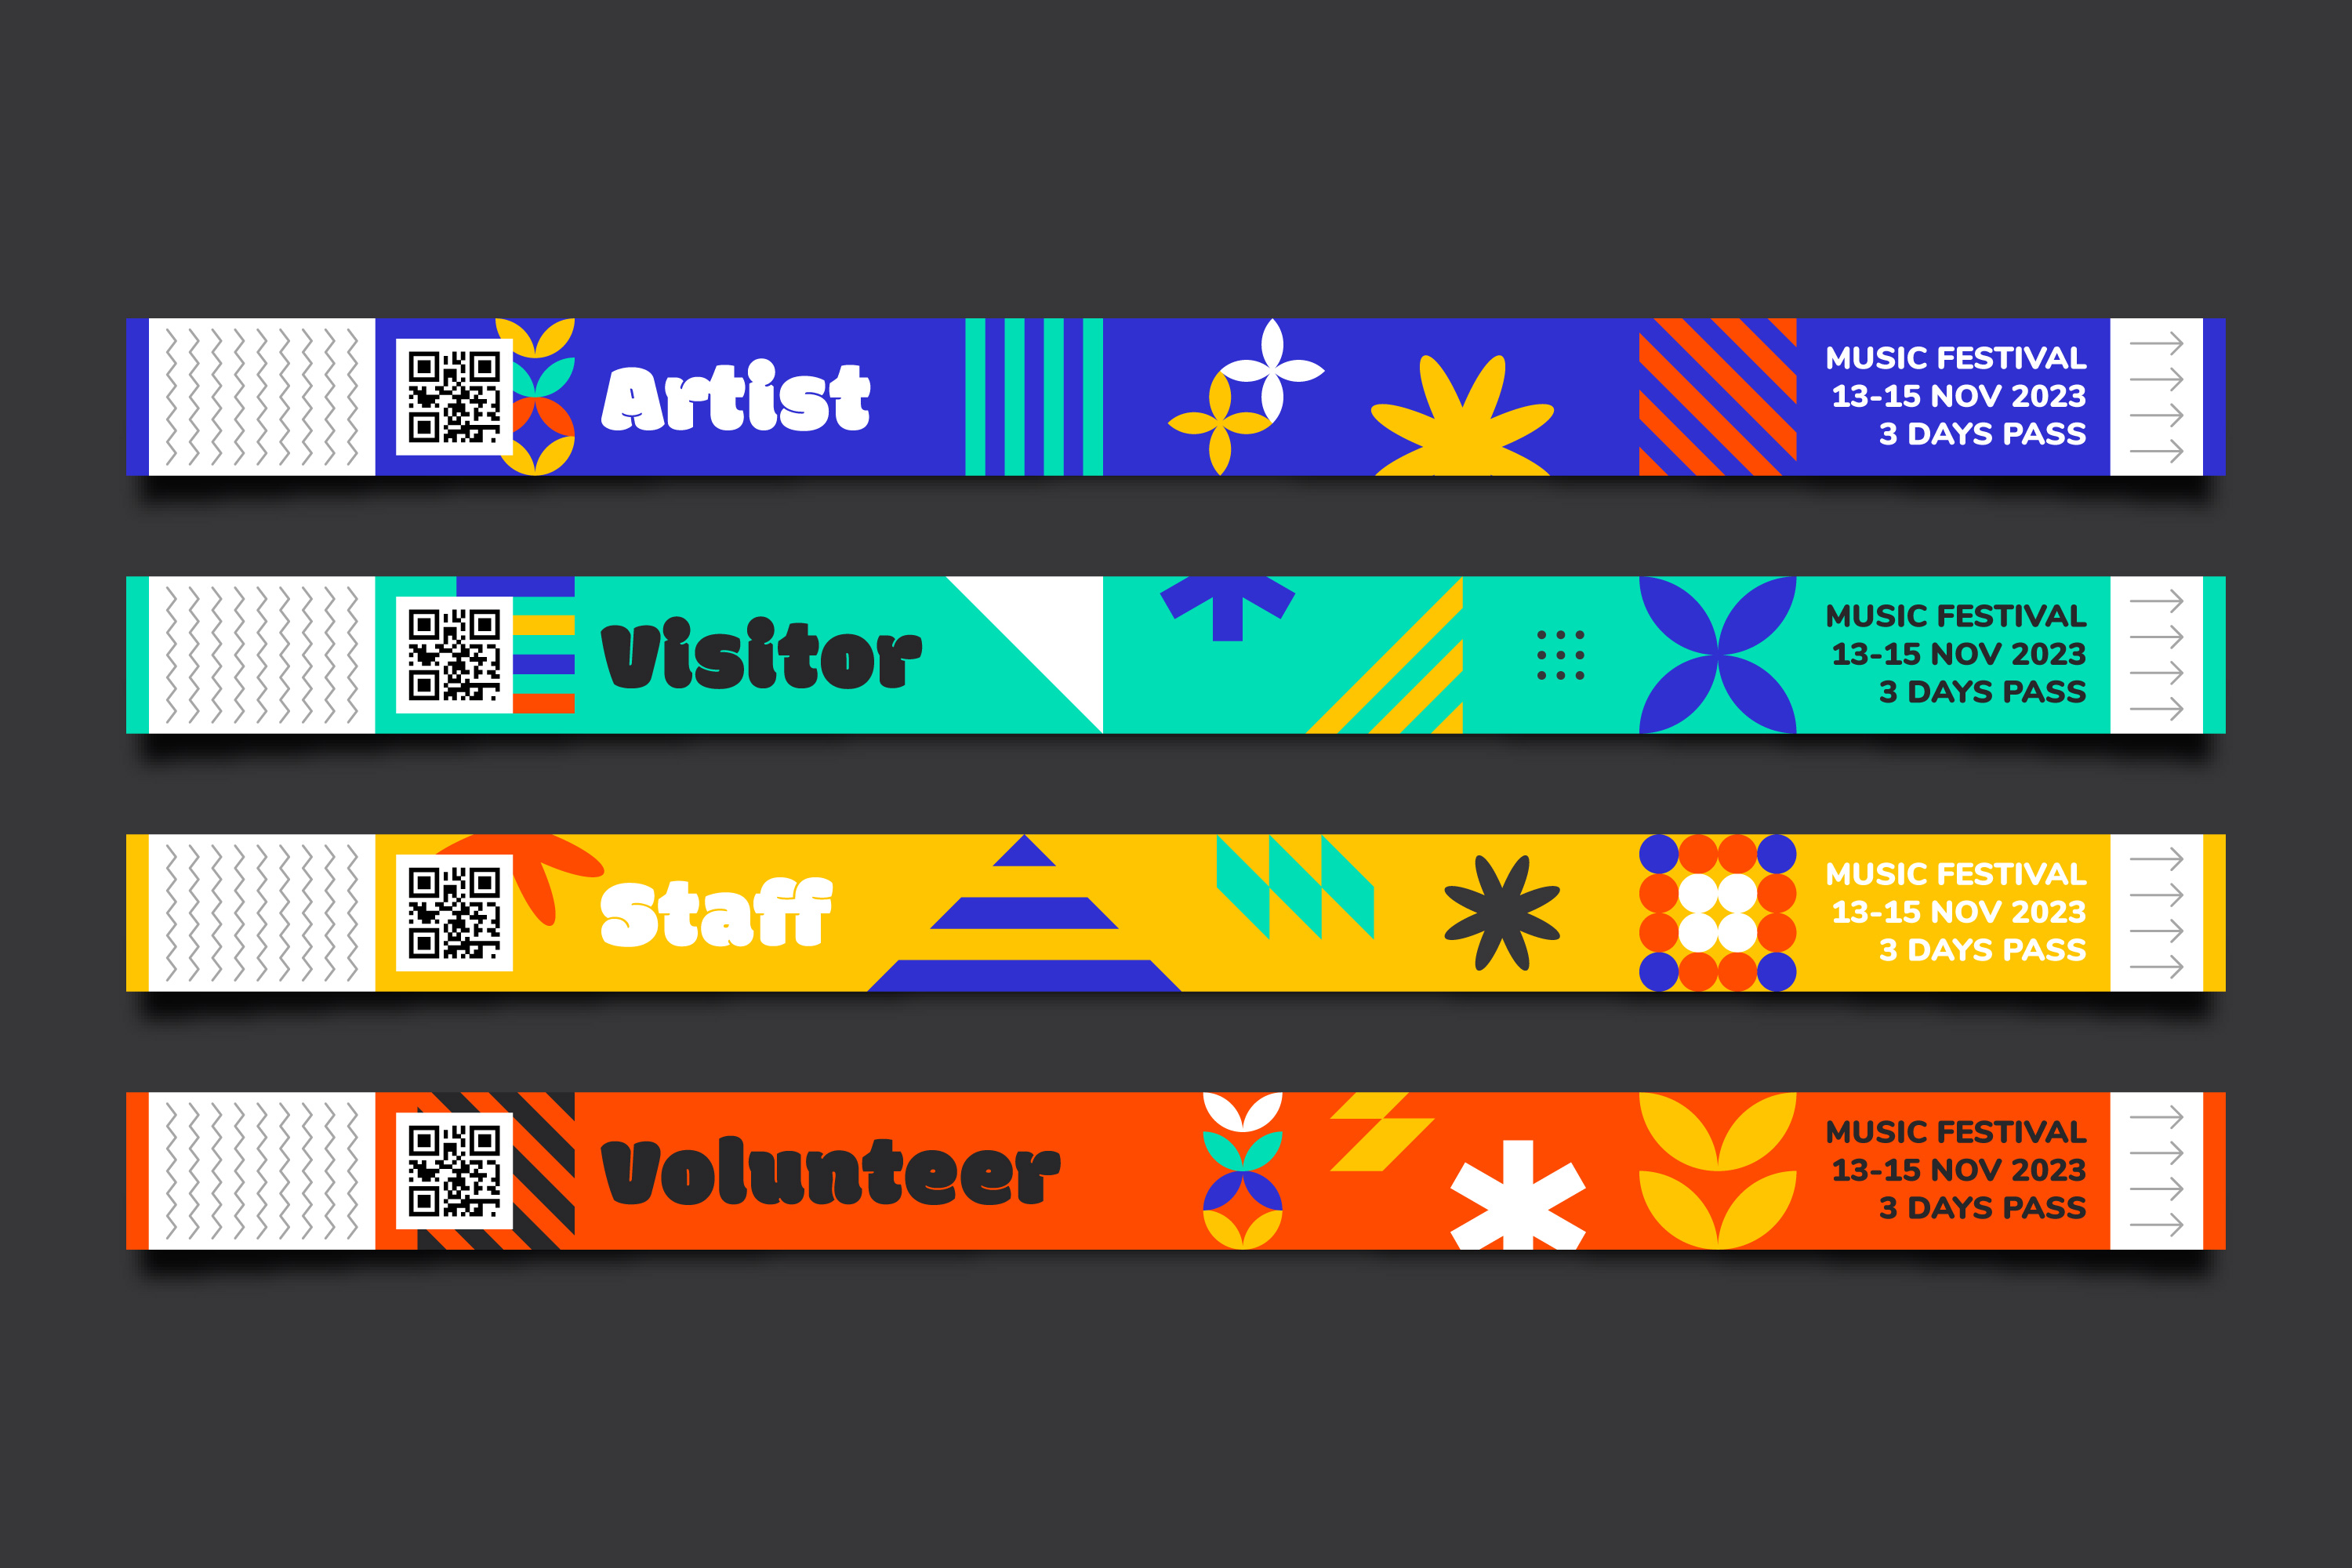 Artist
MUSIC FESTIVAL
13-15 NOV 2023
3 DAYS PASS
Visitor
MUSIC FESTIVAL
13-15 NOV 2023
3 DAYS PASS
Staff
MUSIC FESTIVAL
13-15 NOV 2023
3 DAYS PASS
Volunteer
MUSIC FESTIVAL
13-15 NOV 2023
3 DAYS PASS